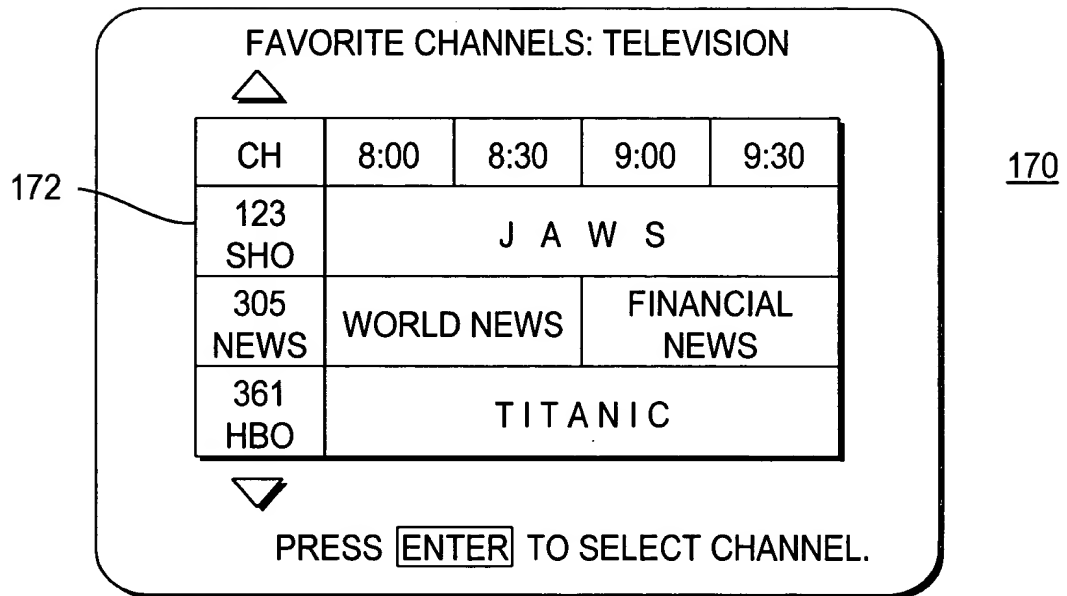 FAVORITE CHANNELS: TELEVISION
CH 8:00 8:30 9:00 9:30
170
172
123
SHO
J A W S
305
NEWS
WORLD NEWS
FINANCIAL
NEWS
361
HBO
T I T A N I C
PRESS ENTER TO SELECT CHANNEL.